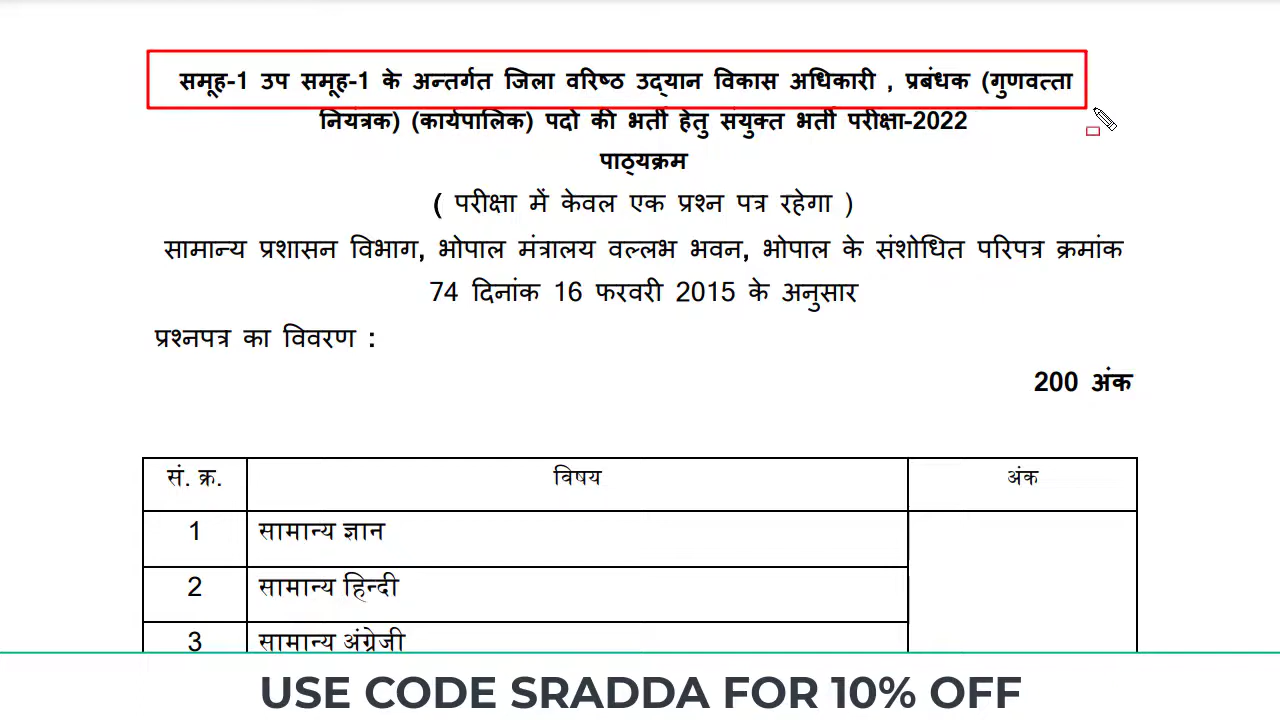 समूह-1 उप समूह-1 के अन्तर्गत जिला वरिष्ठ उद्यान विकास अधिकारी , प्रबंधक (गुणवत्ता
नियंत्रक) (कार्यपालिक) पदो की भर्ती हेतु संयुक्त भर्ती परीक्षा-2022
पाठ्यक्रम
( परीक्षा में केवल एक प्रश्न पत्र रहेगा )
सामान्य प्रशासन विभाग, भोपाल मंत्रालय वल्लभ भवन, भोपाल के संशोधित परिपत्र क्रमांक
74 दिनांक 16 फरवरी 2015 के अनुसार
प्रश्नपत्र का विवरण :
200 अंक
सं. क्र. विषय अंक
1 सामान्य ज्ञान
2 सामान्य हिन्दी
3 सामान्य अंग्रेजी
USE CODE SRADDA FOR 10% OFF